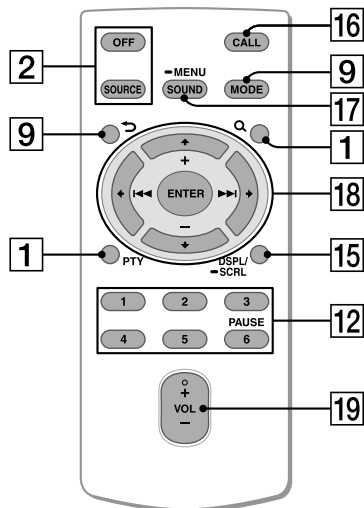 16
OFF
CALL
2
9
MENU
SOURCE
SOUND
MODE
17
9
1
+
ENTER
18
−
1
PTY
DSPL/
SCRL
15
1
2
3
12
PAUSE
4
5
6
+
VOL
19
−